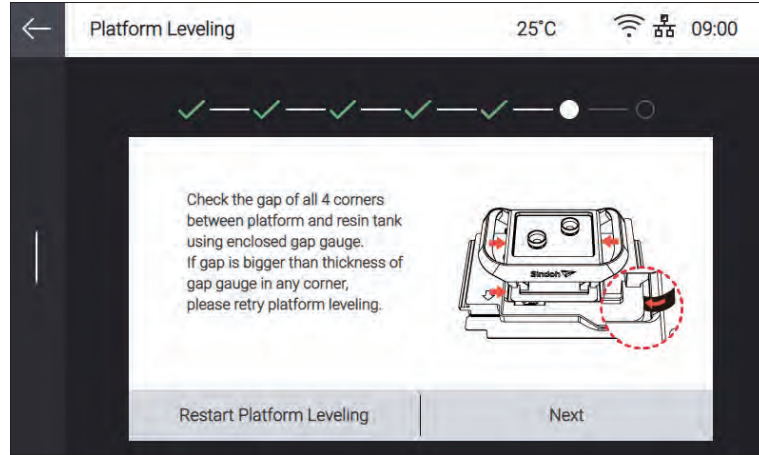 Platform Leveling 25°C 09:00
Check the gap of all 4 corners
between platform and resin tank
using enclosed gap gauge.
If gap is bigger than thickness of
gap gauge in any corner,
please retry platform leveling.
Sindoh
Restart Platform Leveling Next